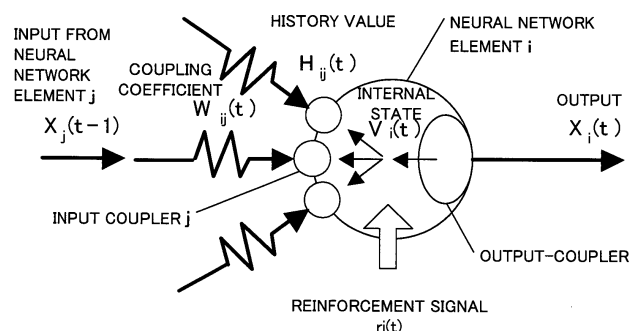 HISTORY VALUE
NEURAL NETWORK
ELEMENT i
INPUT FROM
NEURAL
NETWORK
ELEMENT j
X j (t-1)
COUPLING
COEFFICIENT
W ij (t)
H ij (t)
INTERNAL
STATE
V i (t)
OUTPUT
X i (t)
INPUT COUPLER j
OUTPUT-COUPLER
REINFORCEMENT SIGNAL
ri(t)